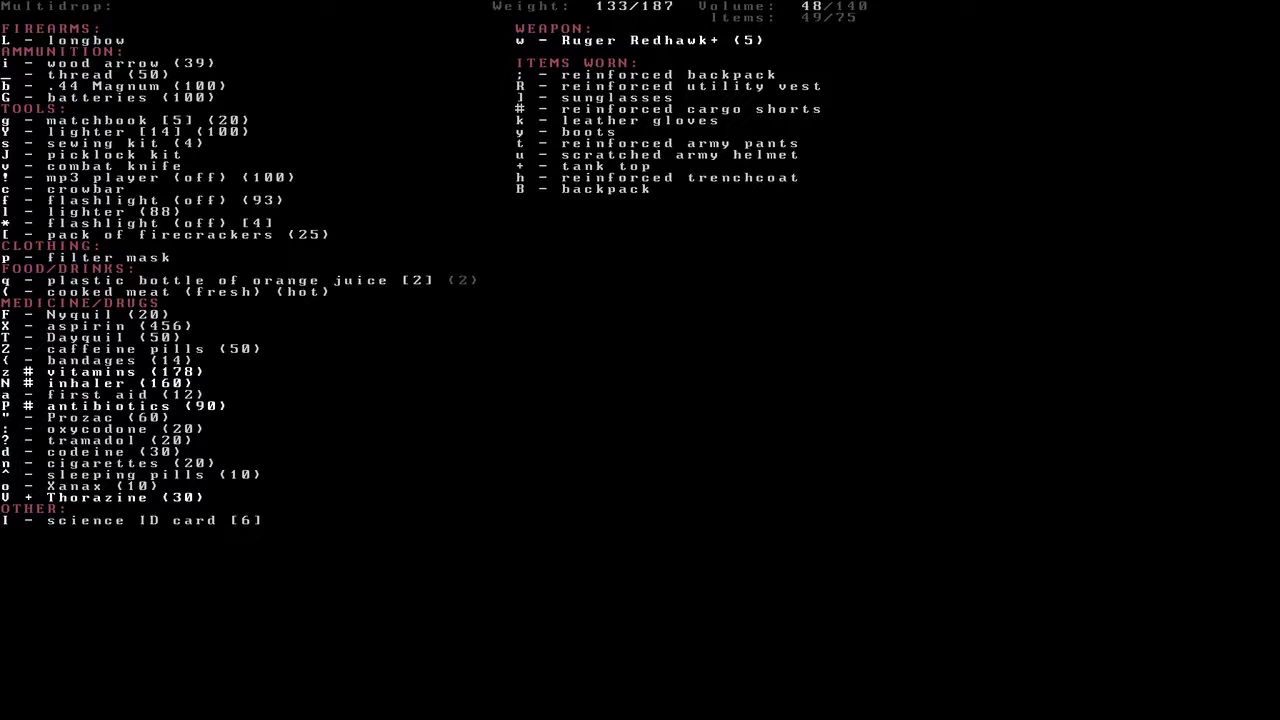 Multidrop: Weight: 133/187 Volume: 48/140
Items: 49/75
FIREARMS:
L - longbow
AMMUNITION:
i - wood arrow (39)
_ - thread (50)
b - .44 Magnum (100)
G - batteries (100)
TOOLS:
g - matchbook [5] (20)
Y - lighter [14] (100)
s - sewing kit (4)
J - picklock kit
v - combat knife
! - mp3 player (off) (100)
c - crowbar
f - flashlight (off) (93)
l - lighter (88)
* - flashlight (off) [4]
[ - pack of firecrackers (25)
CLOTHING:
p - filter mask
FOOD/DRINKS:
q - plastic bottle of orange juice [2] (2)
( - cooked meat (fresh) (hot)
MEDICINE/DRUGS
F - Nyquil (20)
X - aspirin (456)
T - Dayquil (50)
Z - caffeine pills (50)
{ - bandages (14)
z # vitamins (178)
N # inhaler (160)
a - first aid (12)
P # antibiotics (90)
" - Prozac (60)
: - oxycodone (20)
? - tramadol (20)
d - codeine (30)
n - cigarettes (20)
^ - sleeping pills (10)
o - Xanax (10)
V + Thorazine (30)
OTHER:
I - science ID card [6]
WEAPON:
w - Ruger Redhawk+ (5)
ITEMS WORN:
; - reinforced backpack
R - reinforced utility vest
] - sunglasses
# - reinforced cargo shorts
k - leather gloves
y - boots
t - reinforced army pants
u - scratched army helmet
+ - tank top
h - reinforced trenchcoat
B - backpack